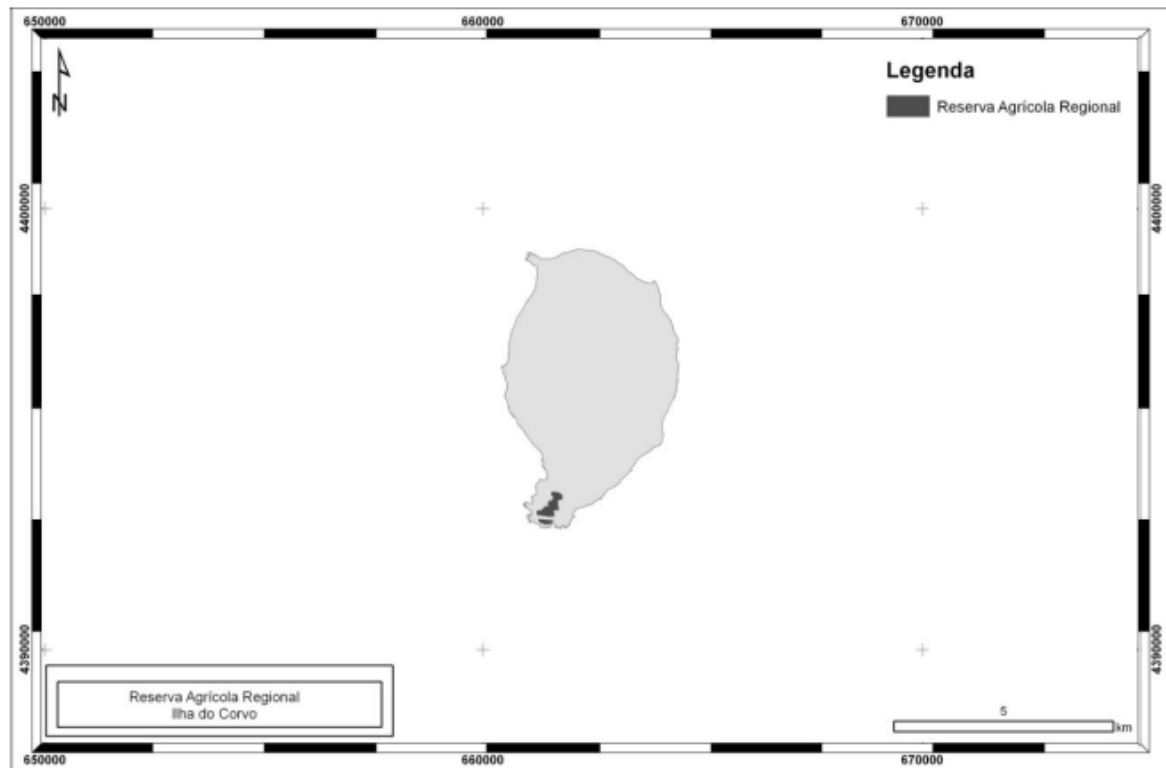 650000
660000
670000
N
Legenda
Reserva Agrícola Regional
4400000
4400000
4390000
4390000
Reserva Agrícola Regional
Ilha do Corvo
5
km
650000
660000
670000